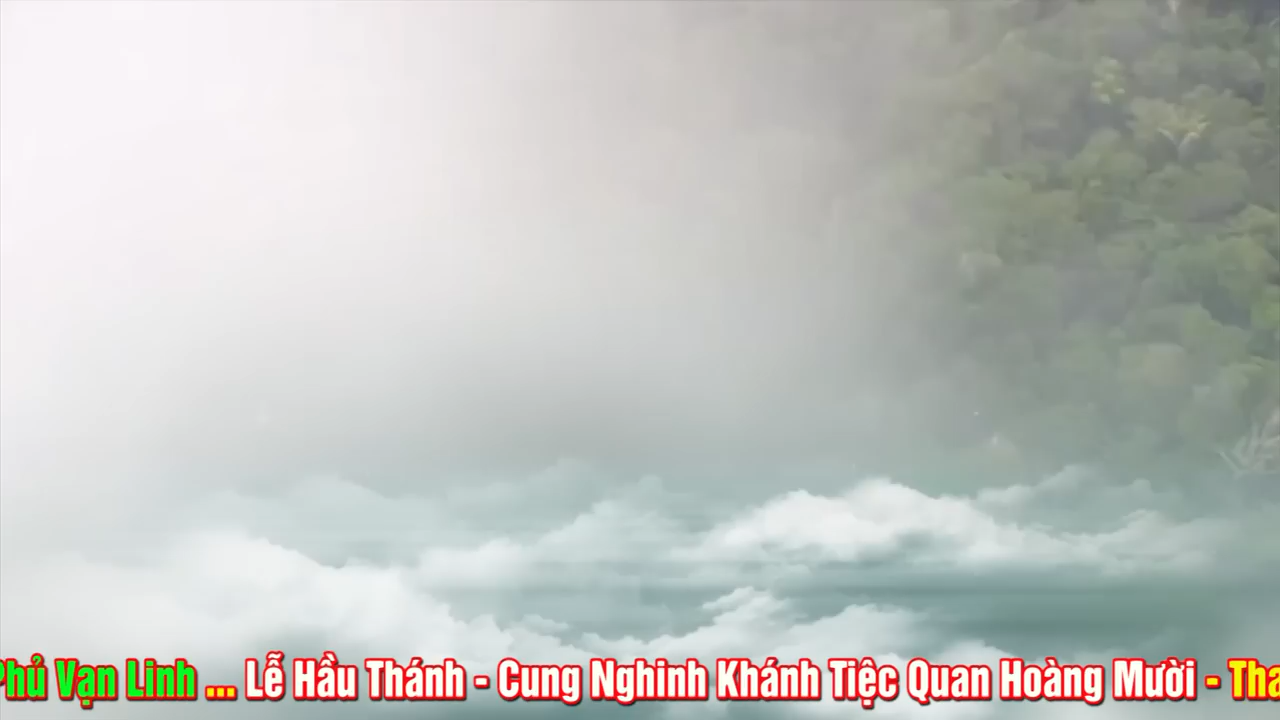 Phủ Vạn Linh ... Lễ Hầu Thánh - Cung Nghinh Khánh Tiệc Quan Hoàng Mười -